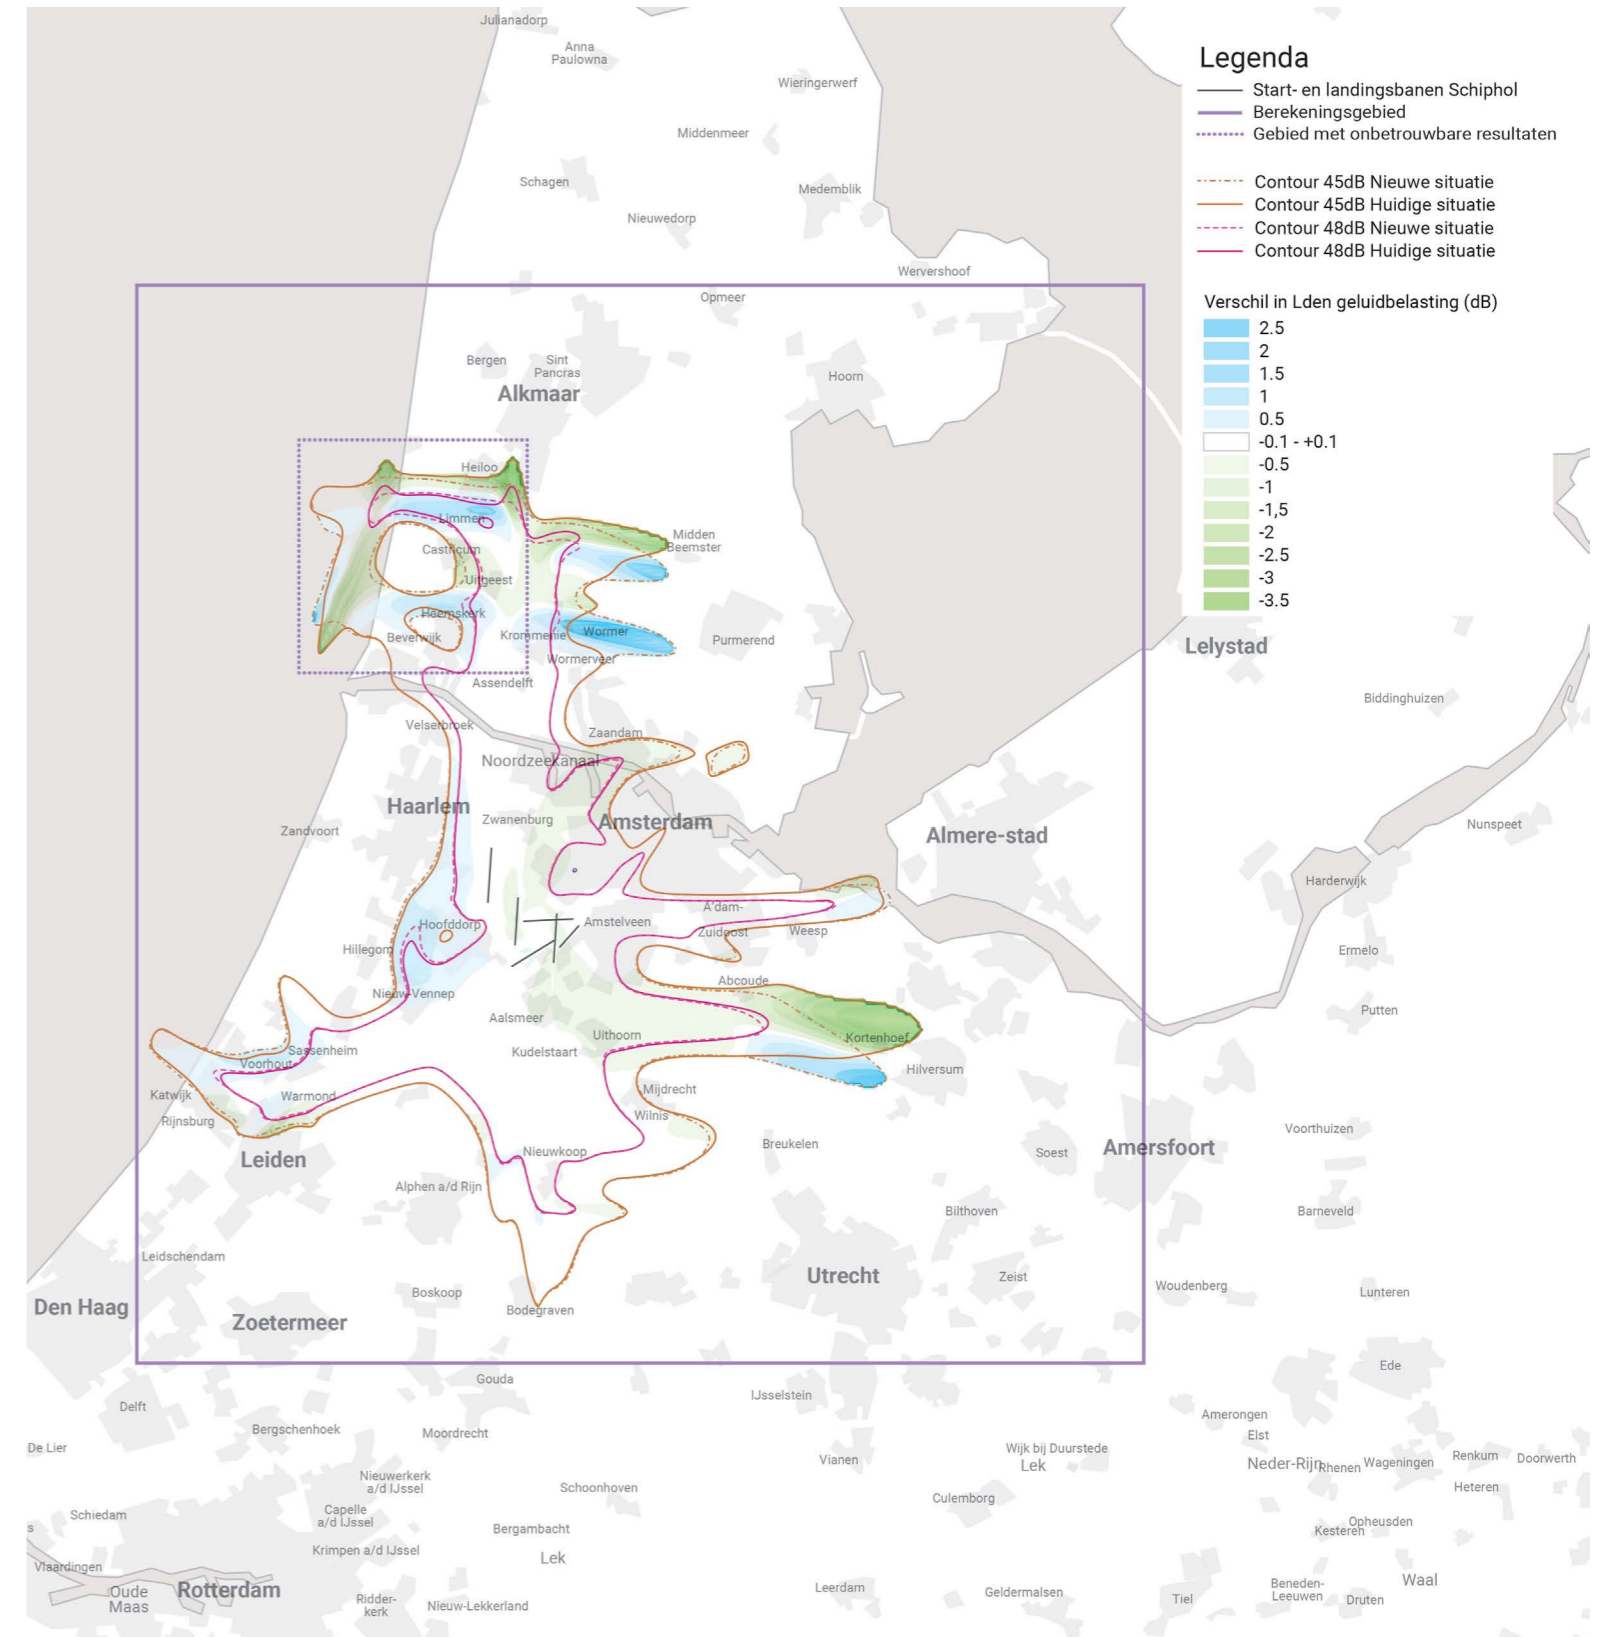 Julianadorp
Anna
Paulowna
Wieringerwerf
Middenmeer
Schagen
Medemblik
Nieuwedorp
Wervershoof
Opmeer
Legenda
Start- en landingsbanen Schiphol
Berekeningsgebied
Gebied met onbetrouwbare resultaten
Contour 45dB Nieuwe situatie
Contour 45dB Huidige situatie
Contour 48dB Nieuwe situatie
Contour 48dB Huidige situatie
Verschil in Lden geluidbelasting (dB)
2.5
2
1.5
1
0.5
-0.1 - +0.1
-0.5
-1
-1,5
-2
-2.5
-3
-3.5
Bergen
Sint
Pancras
Alkmaar
Hoorn
Heiloo
Limmen
Midden
Beemster
Castricum
Uitgeest
Heemskerk
Beverwijk
Krommenie
Wormer
Wormerveer
Purmerend
Assendelft
Lelystad
Biddinghuizen
Velserbroek
Zaandam
Noordzeekanaal
Haarlem
Zandvoort
Zwanenburg
Amsterdam
Almere-stad
Nunspeet
Harderwijk
Hoofddorp
Amstelveen
A'dam-
Zuidoost
Weesp
Hillegom
Ermelo
Nieuw-Vennep
Abcoude
Aalsmeer
Putten
Uithoorn
Kortenhoef
Kudelstaart
Sassenheim
Voorhout
Hilversum
Katwijk
Warmond
Mijdrecht
Rijnsburg
Wilnis
Voorthuizen
Breukelen
Leiden
Nieuwkoop
Soest
Amersfoort
Alphen a/d Rijn
Bilthoven
Barneveld
Leidschendam
Utrecht
Zeist
Woudenberg
Lunteren
Boskoop
Den Haag
Bodegraven
Zoetermeer
Ede
Gouda
IJsselstein
Delft
Amerongen
Bergschenhoek
Moordrecht
Elst
De Lier
Vianen
Wijk bij Duurstede
Lek
Neder-Rijn
Rhenen
Wageningen
Renkum
Doorwerth
Nieuwerkerk
a/d IJssel
Schoonhoven
Culemborg
Heteren
Schiedam
Capelle
a/d IJssel
s
Bergambacht
Opheusden
Kesteren
Krimpen a/d IJssel
Lek
Vlaardingen
Oude
Maas
Rotterdam
Ridder-
kerk
Nieuw-Lekkerland
Leerdam
Geldermalsen
Tiel
Beneden-
Leeuwen
Druten
Waal